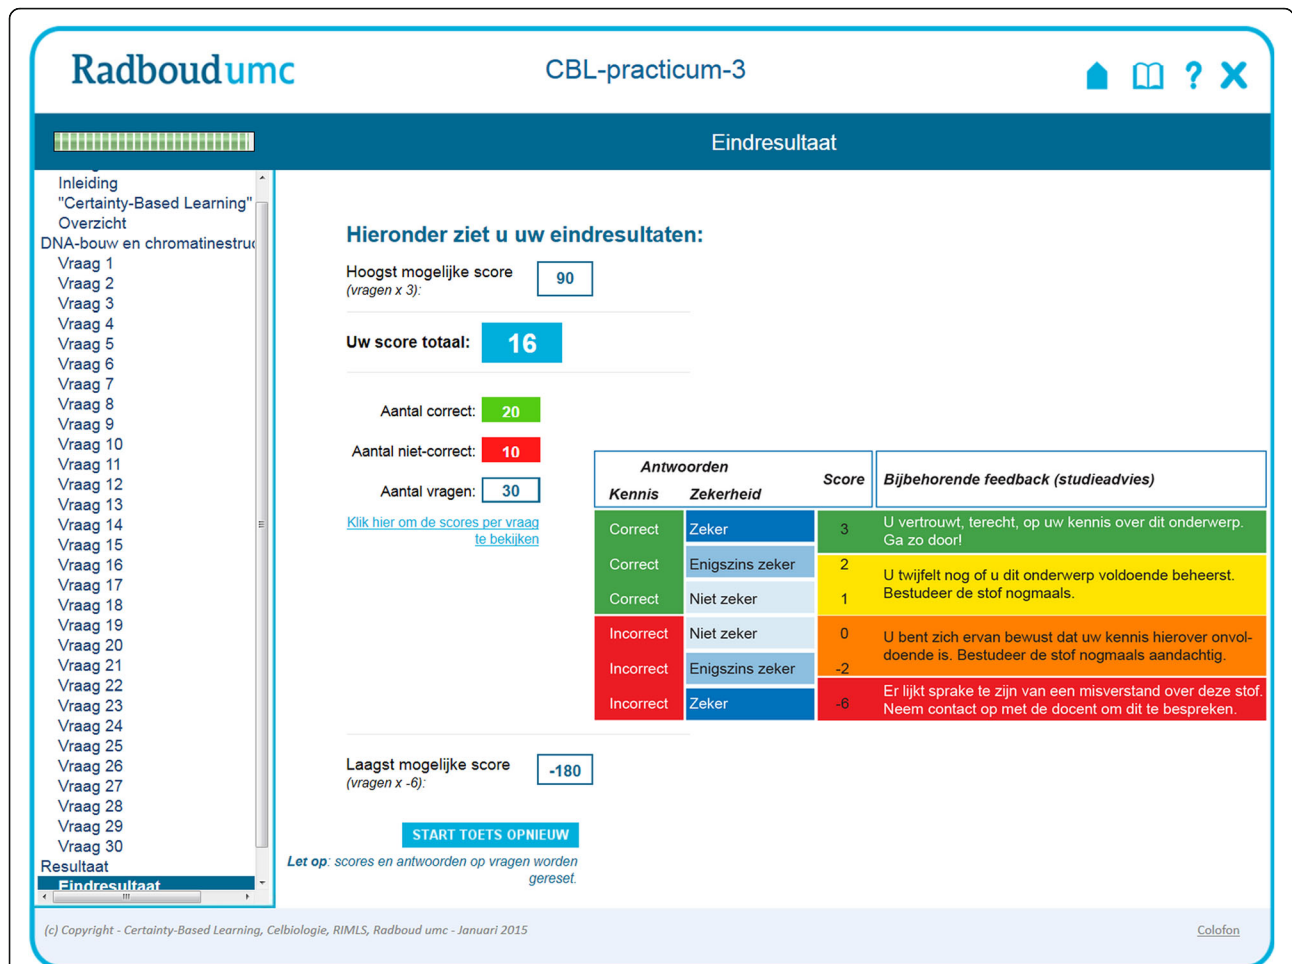 Radboudumc
CBL-practicum-3
?
Eindresultaat
Inleiding
"Certainty-Based Learning"
Overzicht
DNA-bouw en chromatinestruc
Vraag 1
Vraag 2
Vraag 3
Vraag 4
Vraag 5
Vraag 6
Vraag 7
Vraag 8
Vraag 9
Vraag 10
Vraag 11
Vraag 12
Vraag 13
Vraag 14
Vraag 15
Vraag 16
Vraag 17
Vraag 18
Vraag 19
Vraag 20
Vraag 21
Vraag 22
Vraag 23
Vraag 24
Vraag 25
Vraag 26
Vraag 27
Vraag 28
Vraag 29
Vraag 30
Resultaat
Eindresultaat
Hieronder ziet u uw eindresultaten:
Hoogst mogelijke score
(vragen x 3):
90
Uw score totaal: 16
Aantal correct: 20
Aantal niet-correct: 10
Aantal vragen: 30
Klik hier om de scores per vraag
te bekijken
Antwoorden
Kennis Zekerheid Score Bijbehorende feedback (studieadvies)
Correct Zeker 3 U vertrouwt, terecht, op uw kennis over dit onderwerp.
Ga zo door!
Correct Enigszins zeker 2
U twijfelt nog of u dit onderwerp voldoende beheerst.
Bestudeer de stof nogmaals.
Correct Niet zeker 1
Incorrect Niet zeker 0
U bent zich ervan bewust dat uw kennis hierover onvol-
doende is. Bestudeer de stof nogmaals aandachtig.
Incorrect Enigszins zeker -2
Incorrect Zeker -6 Er lijkt sprake te zijn van een misverstand over deze stof.
Neem contact op met de docent om dit te bespreken.
Laagst mogelijke score
(vragen x -6):
-180
START TOETS OPNIEUW
Let op: scores en antwoorden op vragen worden
gereset.
(c) Copyright - Certainty-Based Learning, Celbiologie, RIMLS, Radboud umc - Januari 2015
Colofon